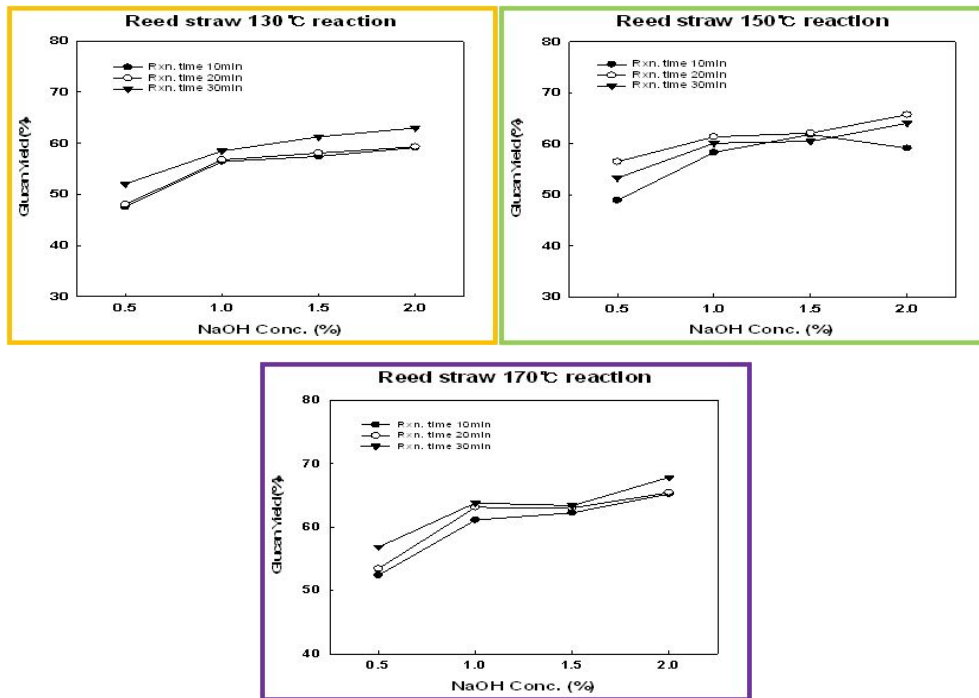 Reed straw 130℃ reaction
80
70
60
50
40
30
Glucan Yield(%)
Rxn. time 10min
Rxn. time 20min
Rxn. time 30min
0.5 1.0 1.5 2.0
NaOH Conc. (%)
Reed straw 150℃ reaction
80
70
60
50
40
30
Glucan Yield(%)
Rxn. time 10min
Rxn. time 20min
Rxn. time 30min
0.5 1.0 1.5 2.0
NaOH Conc. (%)
Reed straw 170℃ reaction
80
70
60
50
40
Glucan Yield(%)
Rxn. time 10min
Rxn. time 20min
Rxn. time 30min
0.5 1.0 1.5 2.0
NaOH Conc. (%)